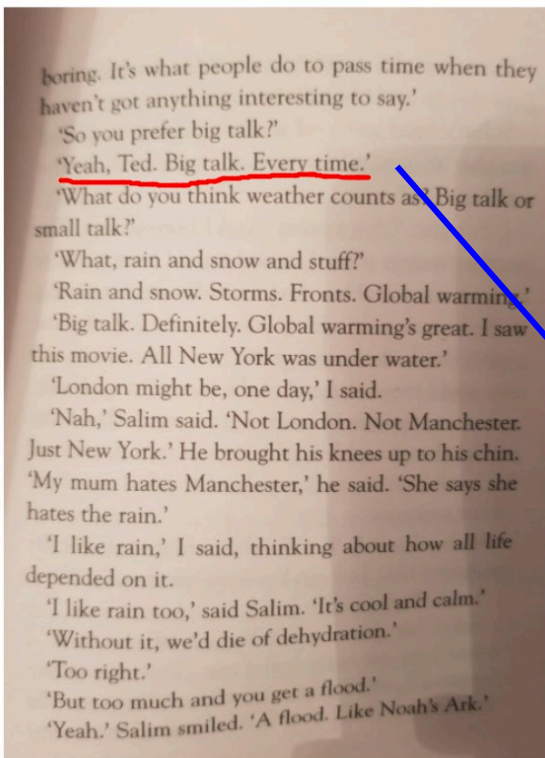 boring. It's what people do to pass time when they
haven't got anything interesting to say.'
'So you prefer big talk?'
'Yeah, Ted. Big talk. Every time.'
'What do you think weather counts as? Big talk or
small talk?'
'What, rain and snow and stuff?'
'Rain and snow. Storms. Fronts. Global warming.'
'Big talk. Definitely. Global warming's great. I saw
this movie. All New York was under water.'
'London might be, one day,' I said.
'Nah,' Salim said. 'Not London. Not Manchester.
Just New York.' He brought his knees up to his chin.
'My mum hates Manchester,' he said. 'She says she
hates the rain.'
'I like rain,' I said, thinking about how all life
depended on it.
'I like rain too,' said Salim. 'It's cool and calm.'
'Without it, we'd die of dehydration.'
'Too right.'
'But too much and you get a flood.'
'Yeah.' Salim smiled. 'A flood. Like Noah's Ark.'